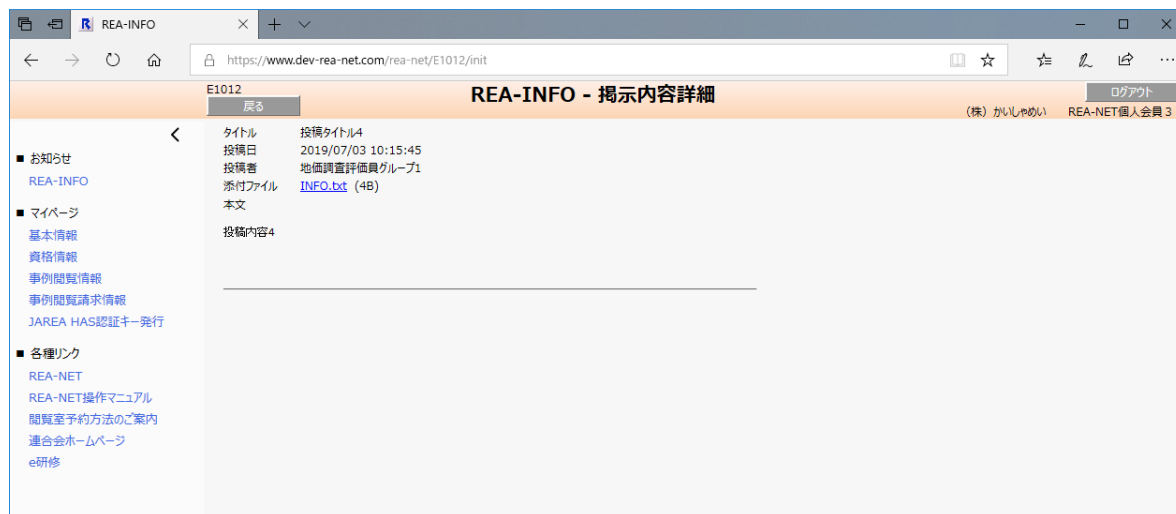 REA-INFO
https://www.dev-rea-net.com/rea-net/E1012/init
E1012
戻る
REA-INFO - 掲示内容詳細
ログアウト
（株）かいしゃめい REA-NET個人会員３
■ お知らせ
REA-INFO
■ マイページ
基本情報
資格情報
事例閲覧情報
事例閲覧請求情報
JAREA HAS認証キー発行
■ 各種リンク
REA-NET
REA-NET操作マニュアル
閲覧室予約方法のご案内
連合会ホームページ
e研修
タイトル 投稿タイトル4
投稿日 2019/07/03 10:15:45
投稿者 地価調査評価員グループ1
添付ファイル INFO.txt (4B)
本文
投稿内容4